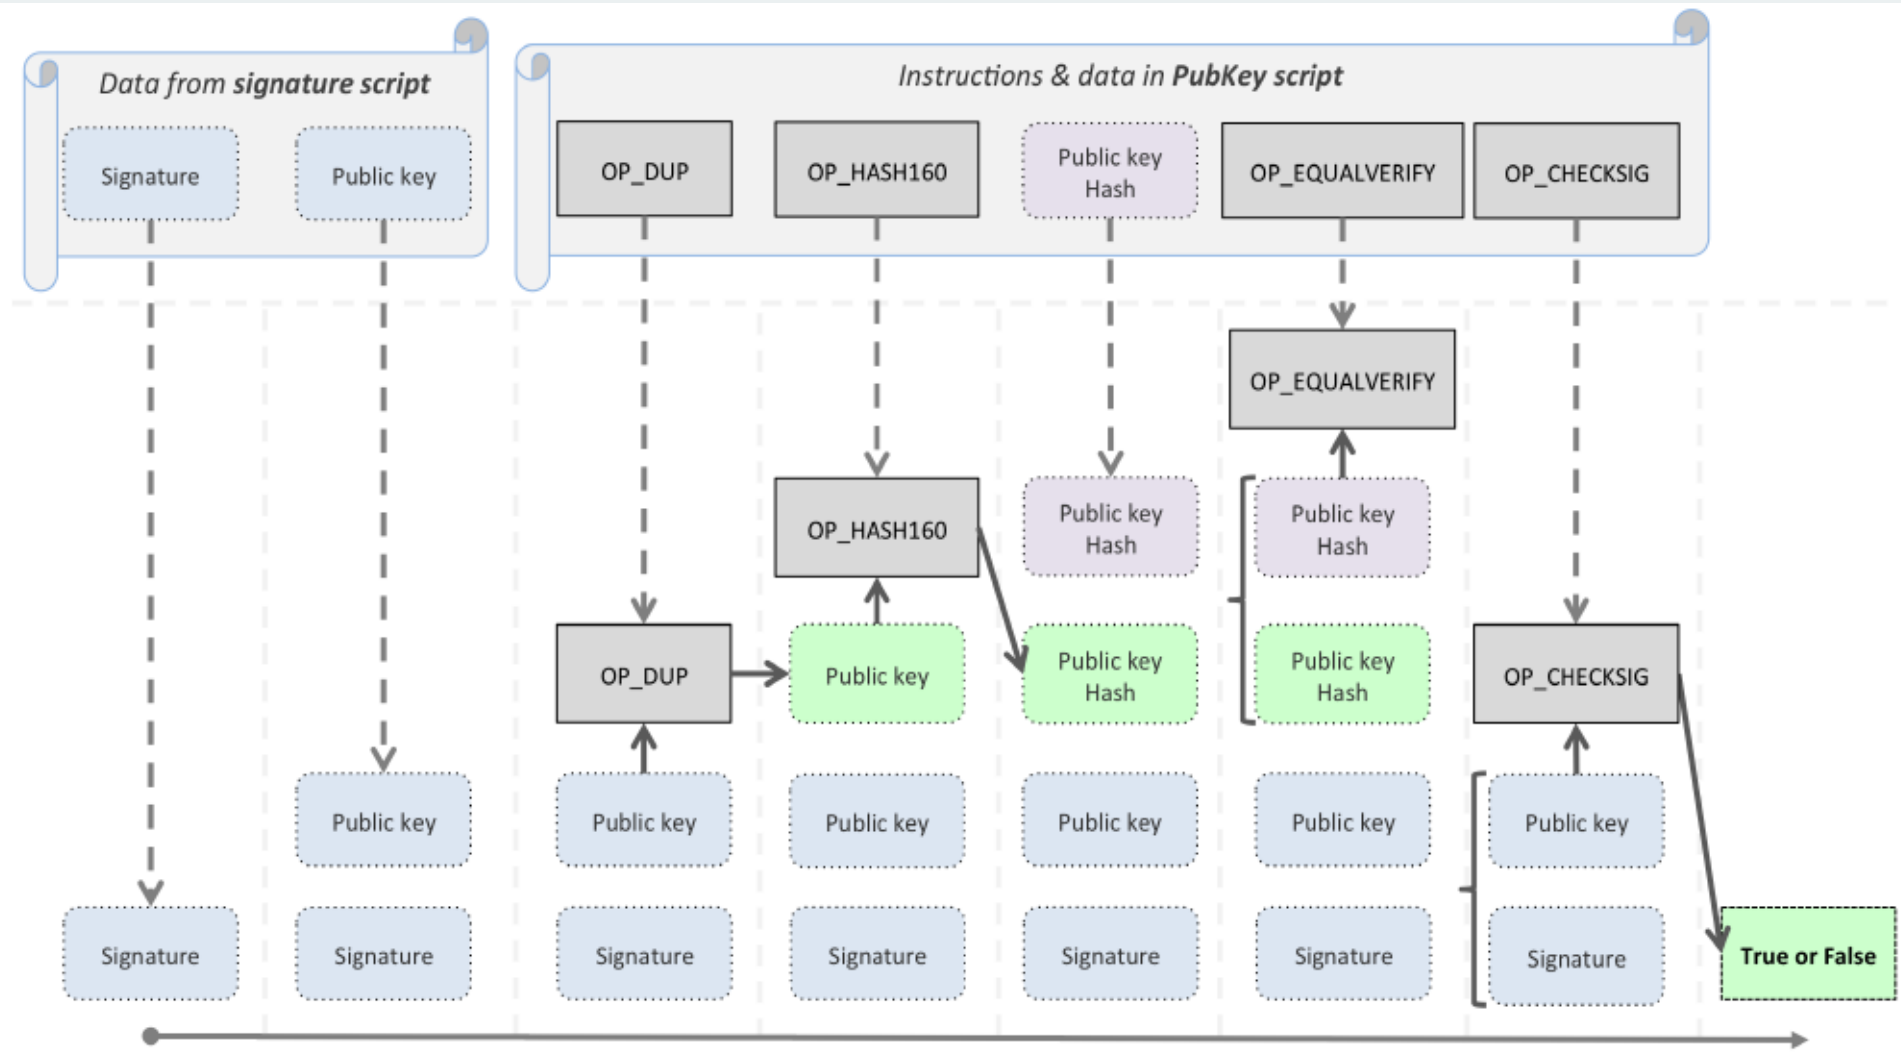 Data from signature script
Instructions & data in PubKey script
Signature
Public key
OP_DUP
OP_HASH160
Public key
Hash
OP_EQUALVERIFY
OP_CHECKSIG
OP_EQUALVERIFY
OP_HASH160
Public key
Hash
Public key
Hash
OP_DUP
Public key
Public key
Hash
Public key
Hash
OP_CHECKSIG
Public key
Public key
Public key
Public key
Public key
Public key
Signature
Signature
Signature
Signature
Signature
Signature
Signature
True or False